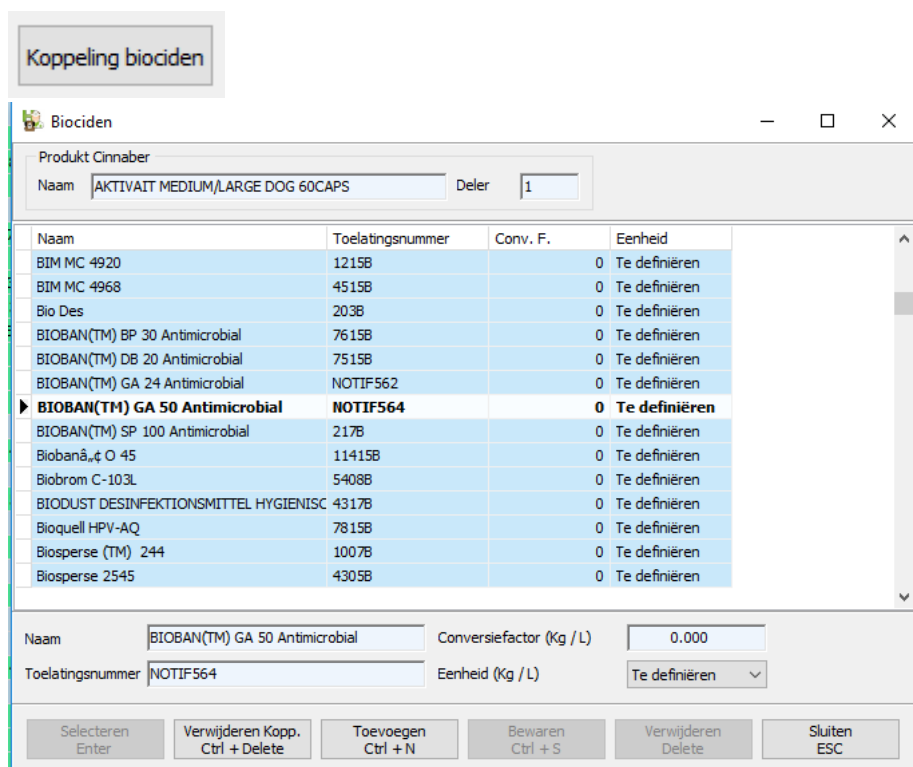 Koppeling biociden
Biociden
Produkt Cinnaber
Naam AKTIVAIT MEDIUM/LARGE DOG 60CAPS Deler 1
Naam Toelatingsnummer Conv. F. Eenheid
BIM MC 4920 1215B 0 Te definiëren
BIM MC 4968 4515B 0 Te definiëren
Bio Des 203B 0 Te definiëren
BIOBAN(TM) BP 30 Antimicrobial 7615B 0 Te definiëren
BIOBAN(TM) DB 20 Antimicrobial 7515B 0 Te definiëren
BIOBAN(TM) GA 24 Antimicrobial NOTIF562 0 Te definiëren
BIOBAN(TM) GA 50 Antimicrobial NOTIF564 0 Te definiëren
BIOBAN(TM) SP 100 Antimicrobial 217B 0 Te definiëren
Biobanâ„¢ O 45 11415B 0 Te definiëren
Biobrom C-103L 5408B 0 Te definiëren
BIODUST DESINFEKTIONSMITTEL HYGIENISC 4317B 0 Te definiëren
Bioquell HPV-AQ 7815B 0 Te definiëren
Biosperse (TM) 244 1007B 0 Te definiëren
Biosperse 2545 4305B 0 Te definiëren
Naam BIOBAN(TM) GA 50 Antimicrobial Conversiefactor (Kg / L) 0.000
Toelatingsnummer NOTIF564 Eenheid (Kg / L) Te definiëren
Selecteren Verwijderen Kopp. Toevoegen Bewaren Verwijderen Sluiten
Enter Ctrl + Delete Ctrl + N Ctrl + S Delete ESC